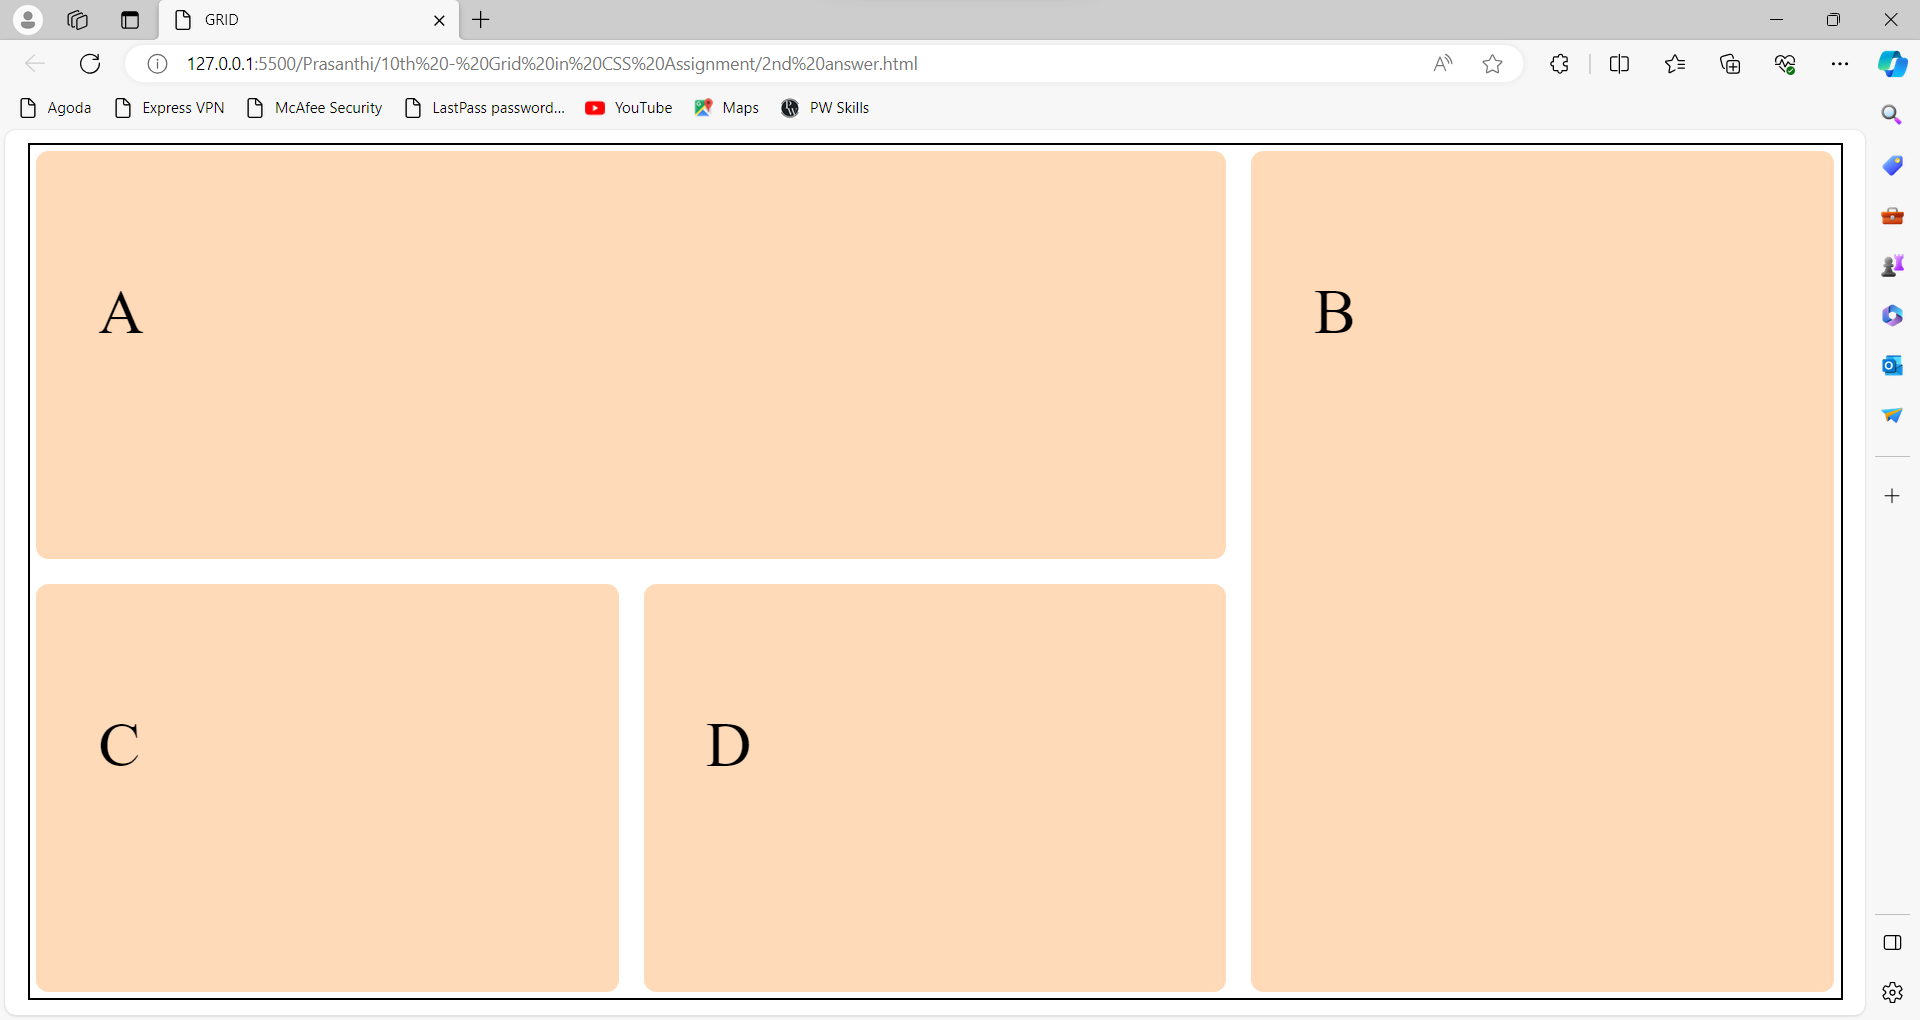 GRID
127.0.0.1:5500/Prasanthi/10th%20-%20Grid%20in%20CSS%20Assignment/2nd%20answer.html
Agoda Express VPN McAfee Security LastPass password... YouTube Maps PW Skills
A B
C D